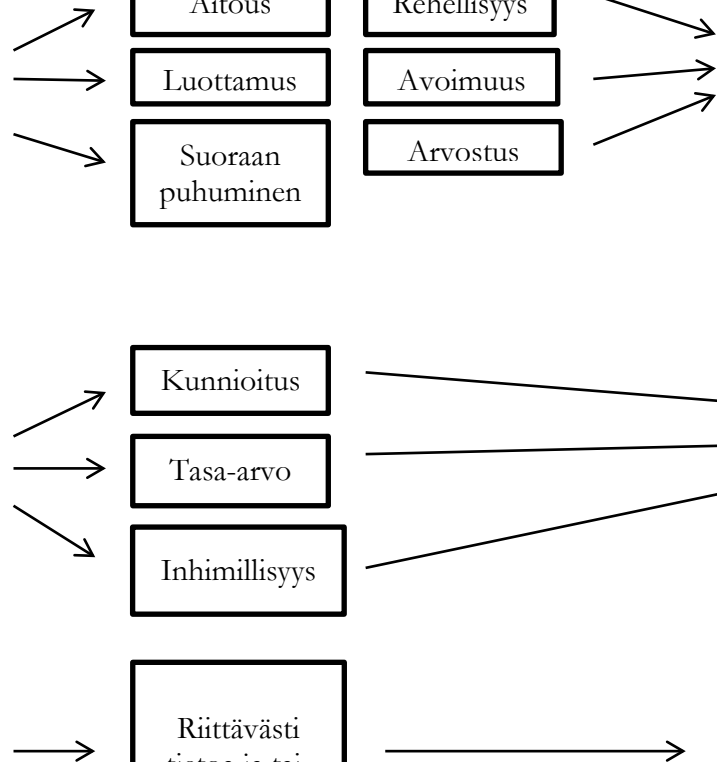 Aitous
Rehellisyys
Luottamus
Avoimuus
Suoraan
puhuminen
Arvostus
Kunnioitus
Tasa-arvo
Inhimillisyys
Riittävästi